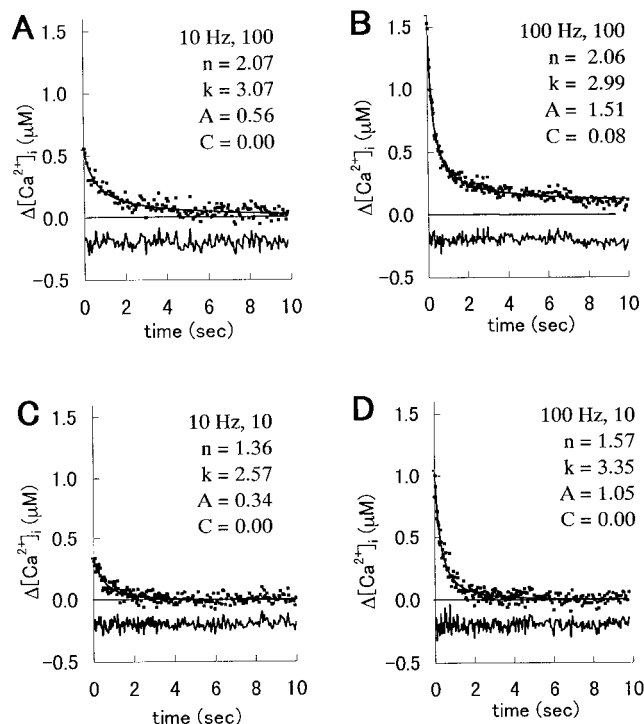 A
10 Hz, 100
n = 2.07
k = 3.07
A = 0.56
C = 0.00
1.5
1.0
0.5
0.0
−0.5
Δ[Ca²⁺]ᵢ (μM)
0 2 4 6 8 10
time (sec)
B
100 Hz, 100
n = 2.06
k = 2.99
A = 1.51
C = 0.08
1.5
1.0
0.5
0.0
−0.5
Δ[Ca²⁺]ᵢ (μM)
0 2 4 6 8 10
time (sec)
C
10 Hz, 10
n = 1.36
k = 2.57
A = 0.34
C = 0.00
1.5
1.0
0.5
0.0
−0.5
Δ[Ca²⁺]ᵢ (μM)
0 2 4 6 8 10
time (sec)
D
100 Hz, 10
n = 1.57
k = 3.35
A = 1.05
C = 0.00
1.5
1.0
0.5
0.0
−0.5
Δ[Ca²⁺]ᵢ (μM)
0 2 4 6 8 10
time (sec)